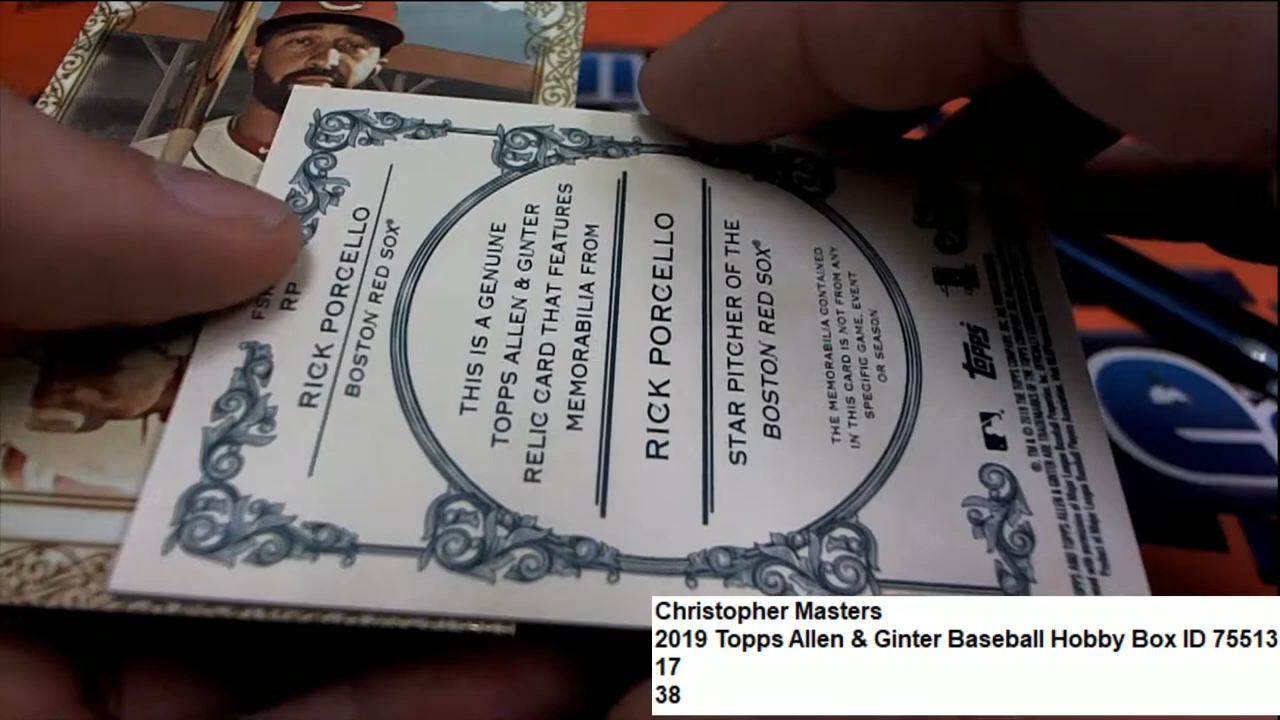 RP
RICK PORCELLO
BOSTON RED SOX®
THIS IS A GENUINE
TOPPS ALLEN & GINTER
RELIC CARD THAT FEATURES
MEMORABILIA FROM
RICK PORCELLO
STAR PITCHER OF THE
BOSTON RED SOX®
THE MEMORABILIA CONTAINED
IN THIS CARD IS NOT FROM ANY
SPECIFIC GAME, EVENT
OR SEASON
Topps
Christopher Masters
2019 Topps Allen & Ginter Baseball Hobby Box ID 75513
17
38